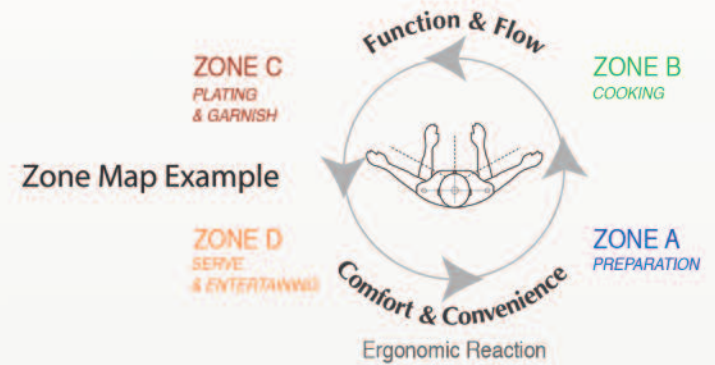 Function & Flow
ZONE C
PLATING
& GARNISH
ZONE B
COOKING
Zone Map Example
ZONE D
SERVE
& ENTERTAINING
ZONE A
PREPARATION
Comfort & Convenience
Ergonomic Reaction